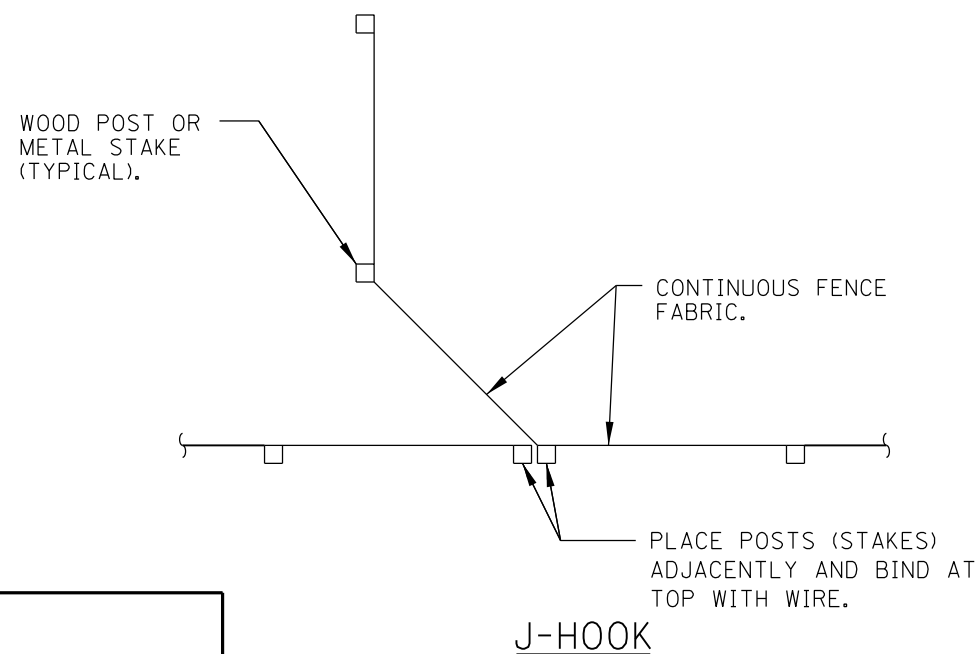 WOOD POST OR
METAL STAKE
(TYPICAL).
CONTINUOUS FENCE
FABRIC.
PLACE POSTS (STAKES)
ADJACENTLY AND BIND AT
TOP WITH WIRE.
J-HOOK